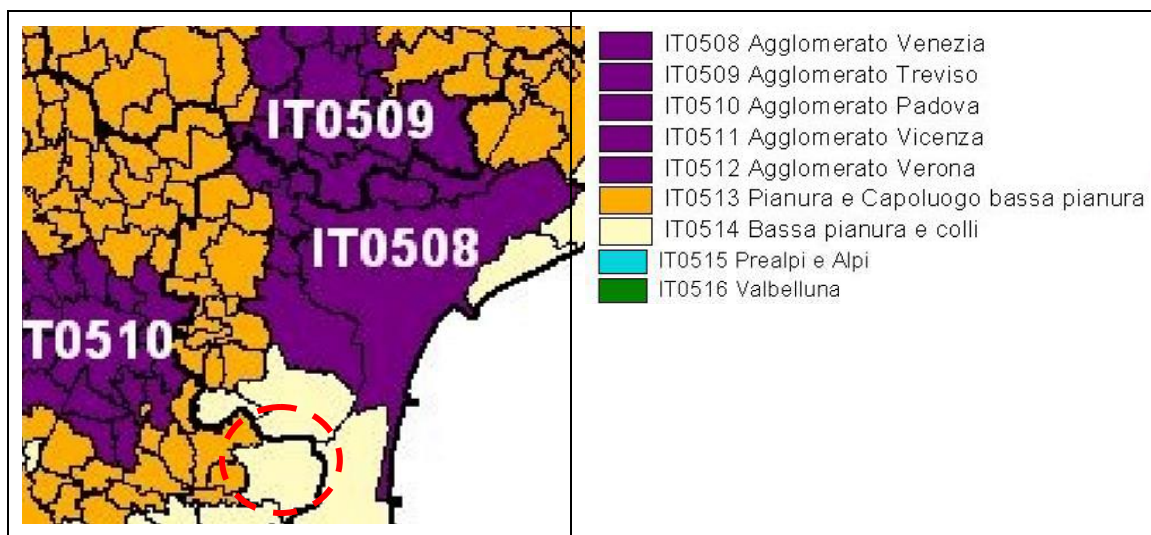 IT0509
IT0508
T0510
IT0508 Agglomerato Venezia
IT0509 Agglomerato Treviso
IT0510 Agglomerato Padova
IT0511 Agglomerato Vicenza
IT0512 Agglomerato Verona
IT0513 Pianura e Capoluogo bassa pianura
IT0514 Bassa pianura e colli
IT0515 Prealpi e Alpi
IT0516 Valbelluna